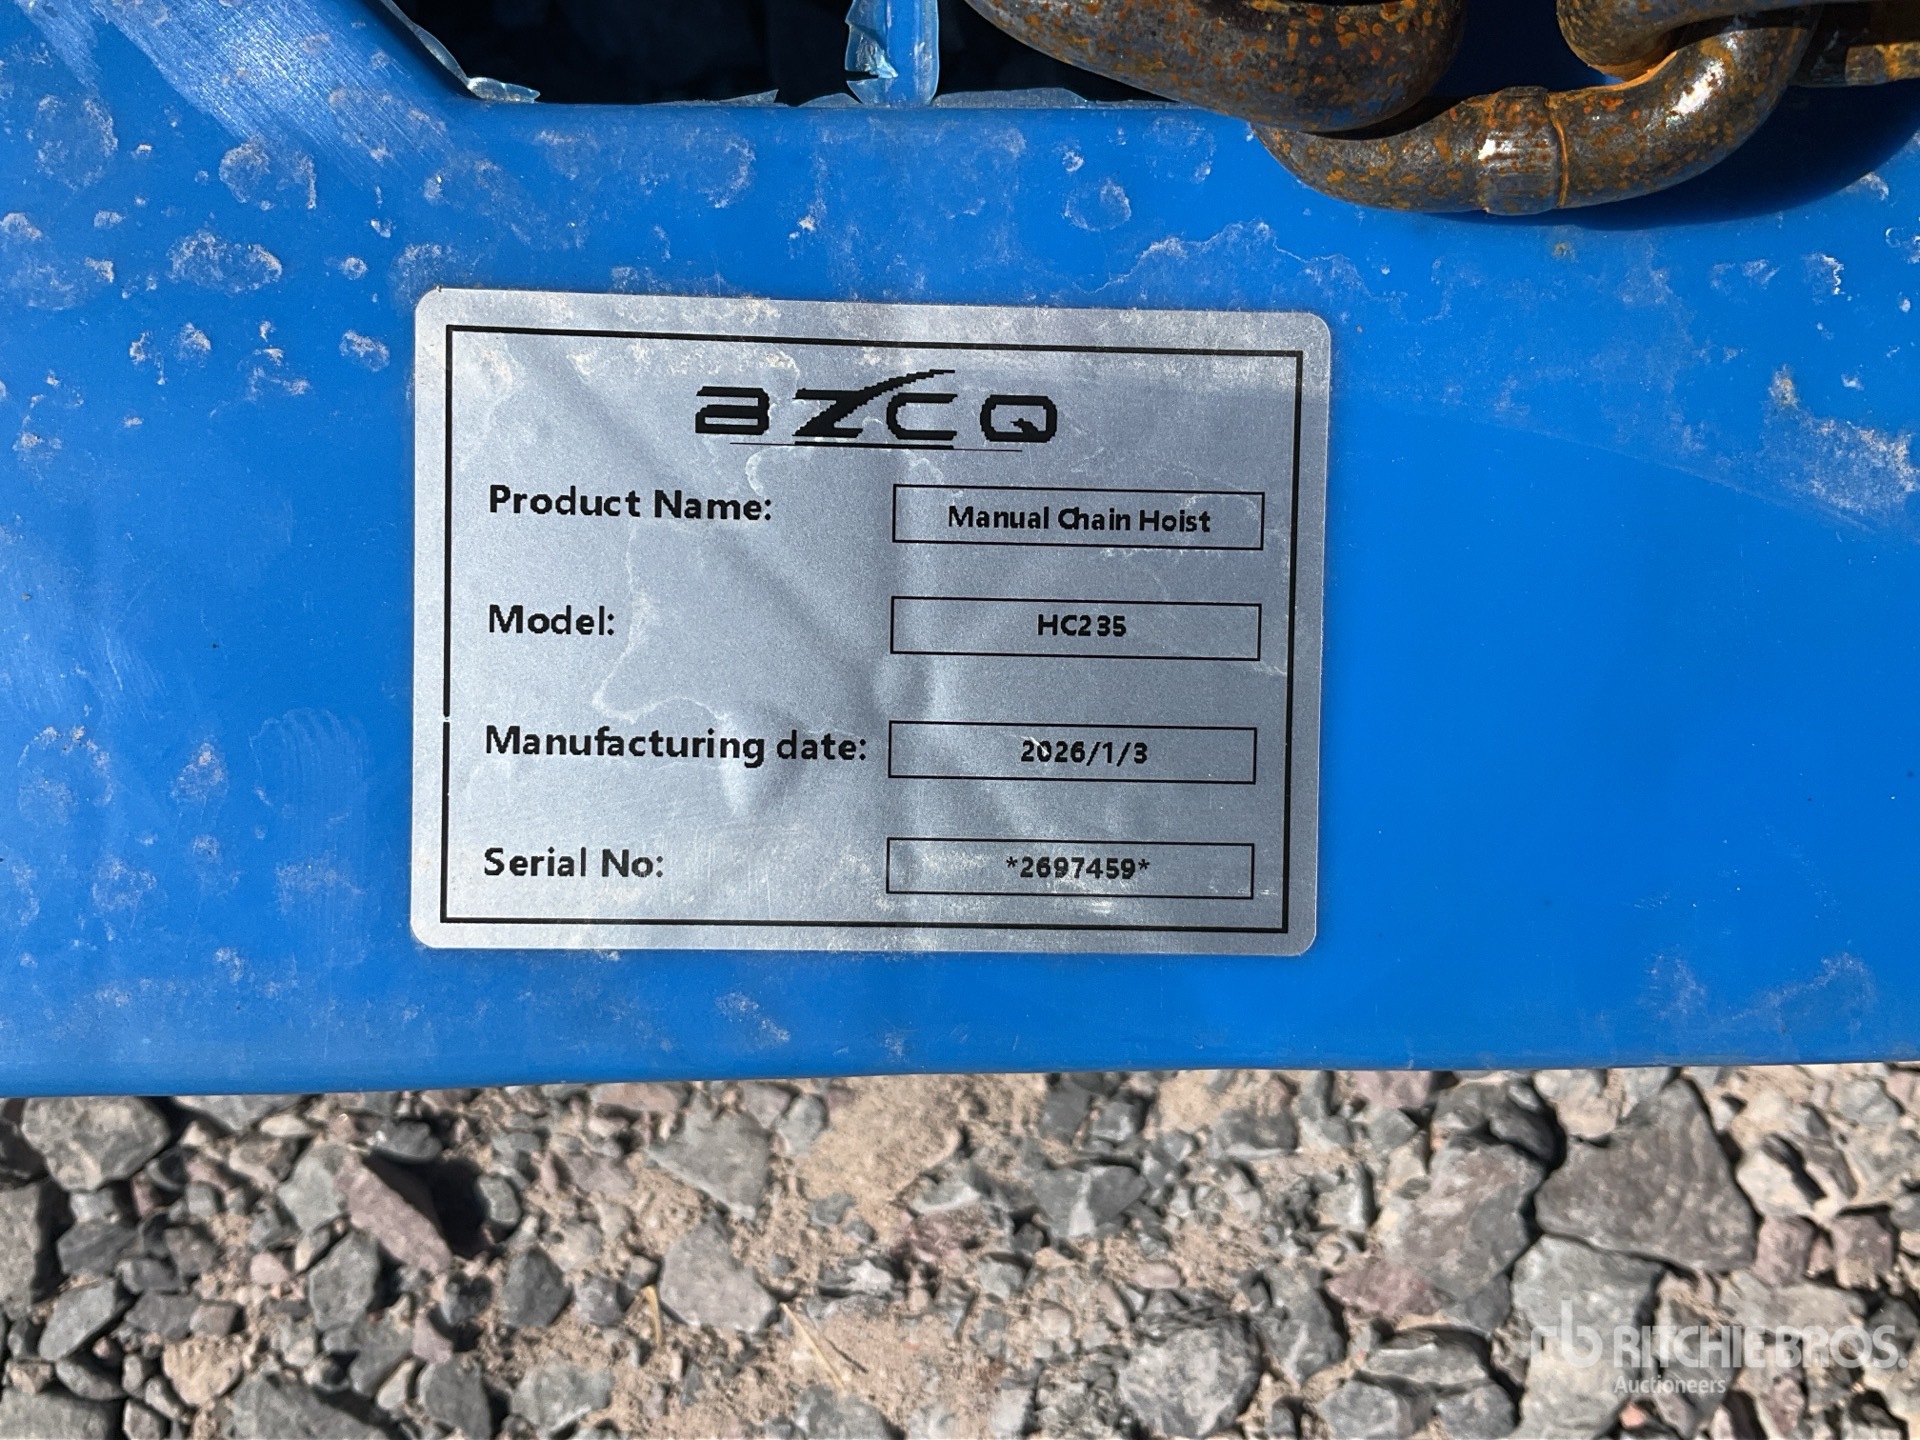 AZCQ
Product Name: Manual Chain Hoist
Model: HC235
Manufacturing date: 2026/1/3
Serial No: *2697459*
rb RITCHIE BROS.
Auctioneers